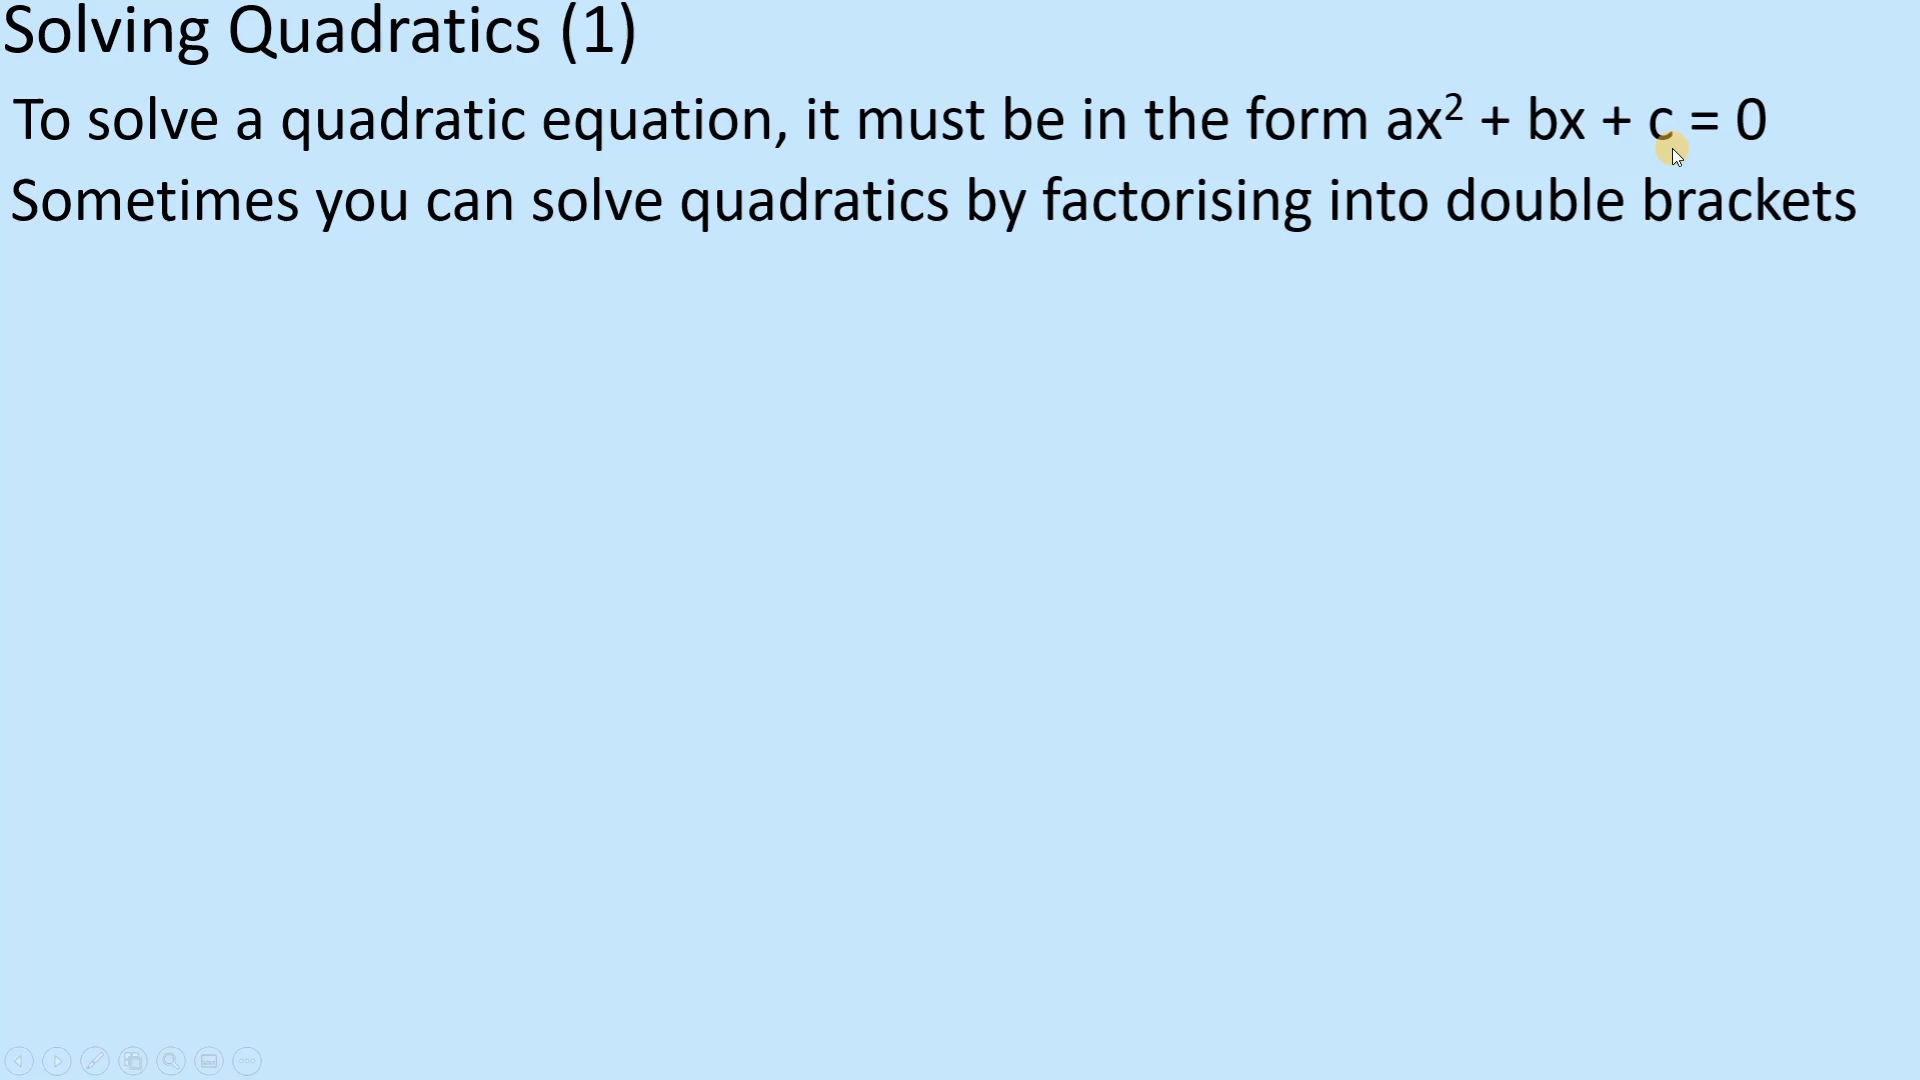 Solving Quadratics (1)
To solve a quadratic equation, it must be in the form ax² + bx + c = 0
Sometimes you can solve quadratics by factorising into double brackets